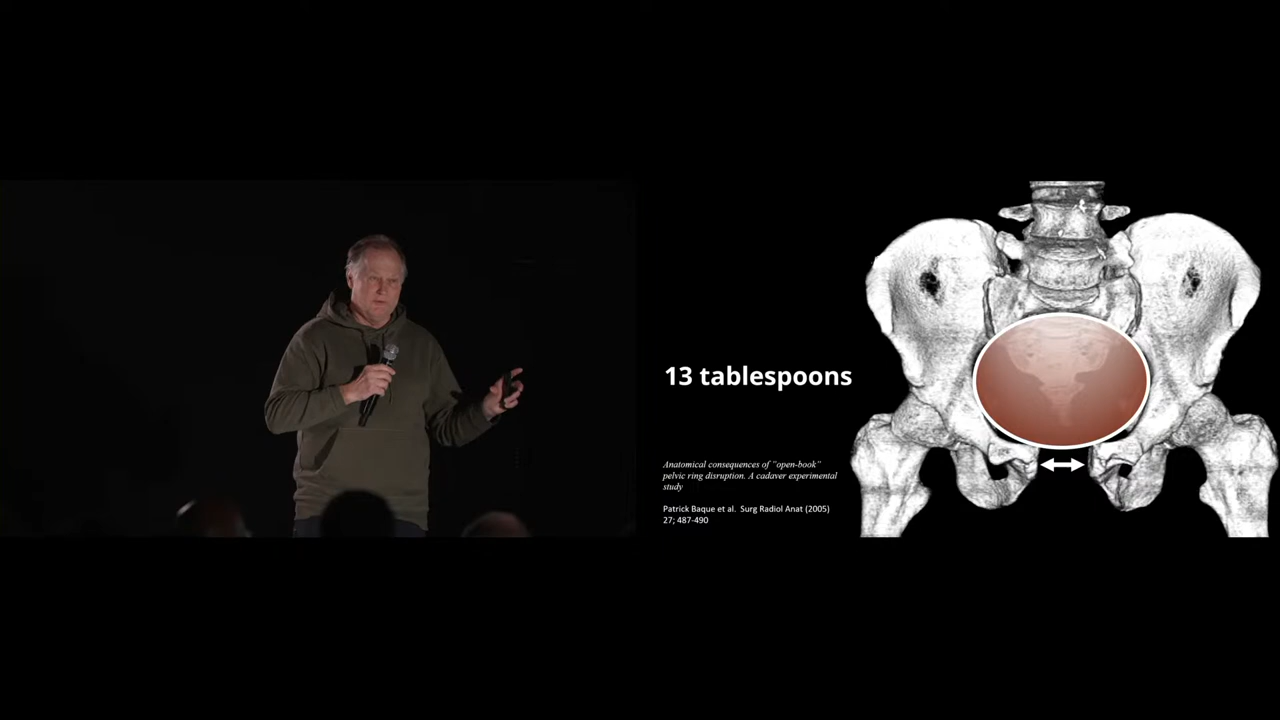 13 tablespoons
Anatomical consequences of "open-book"
pelvic ring disruption. A cadaver experimental
study
Patrick Baque et al. Surg Radiol Anat (2005)
27; 487-490